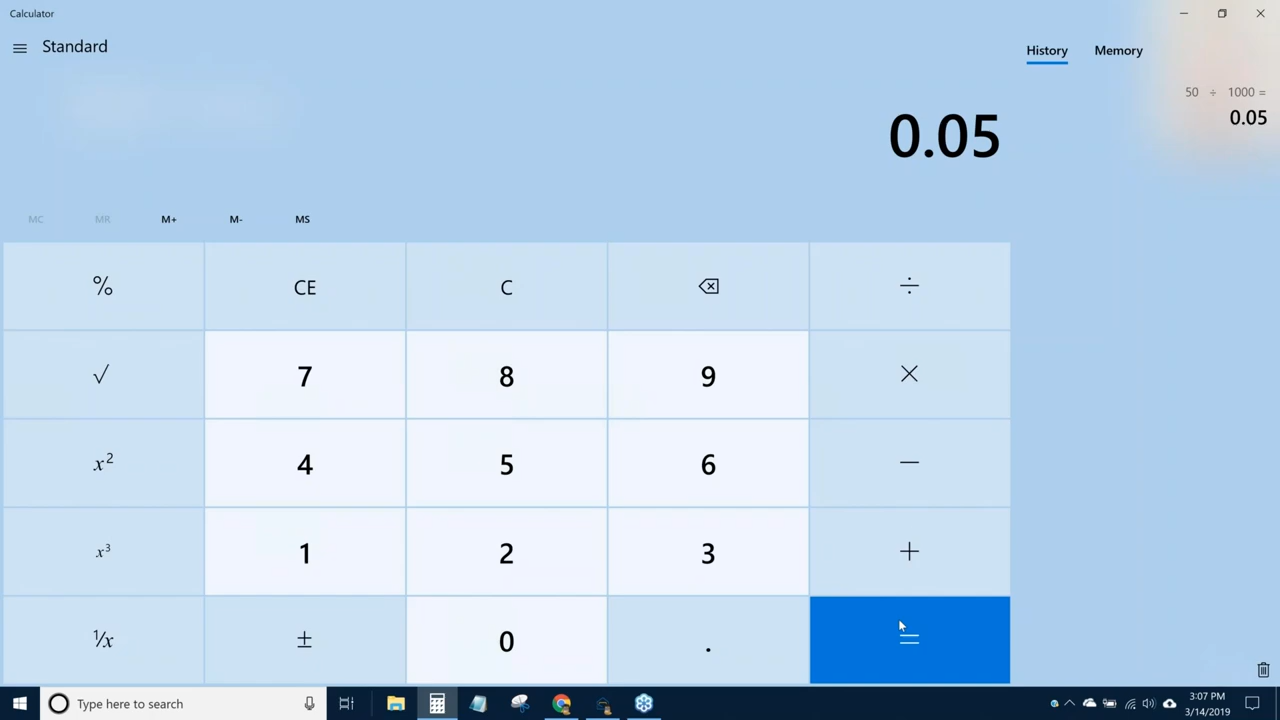 Calculator
Standard
History Memory
50 ÷ 1000 =
0.05
0.05
MC MR M+ M- MS
% CE C ÷
√ 7 8 9 ×
x² 4 5 6 −
x³ 1 2 3 +
¹/x ± 0 . =
Type here to search
3:07 PM
3/14/2019